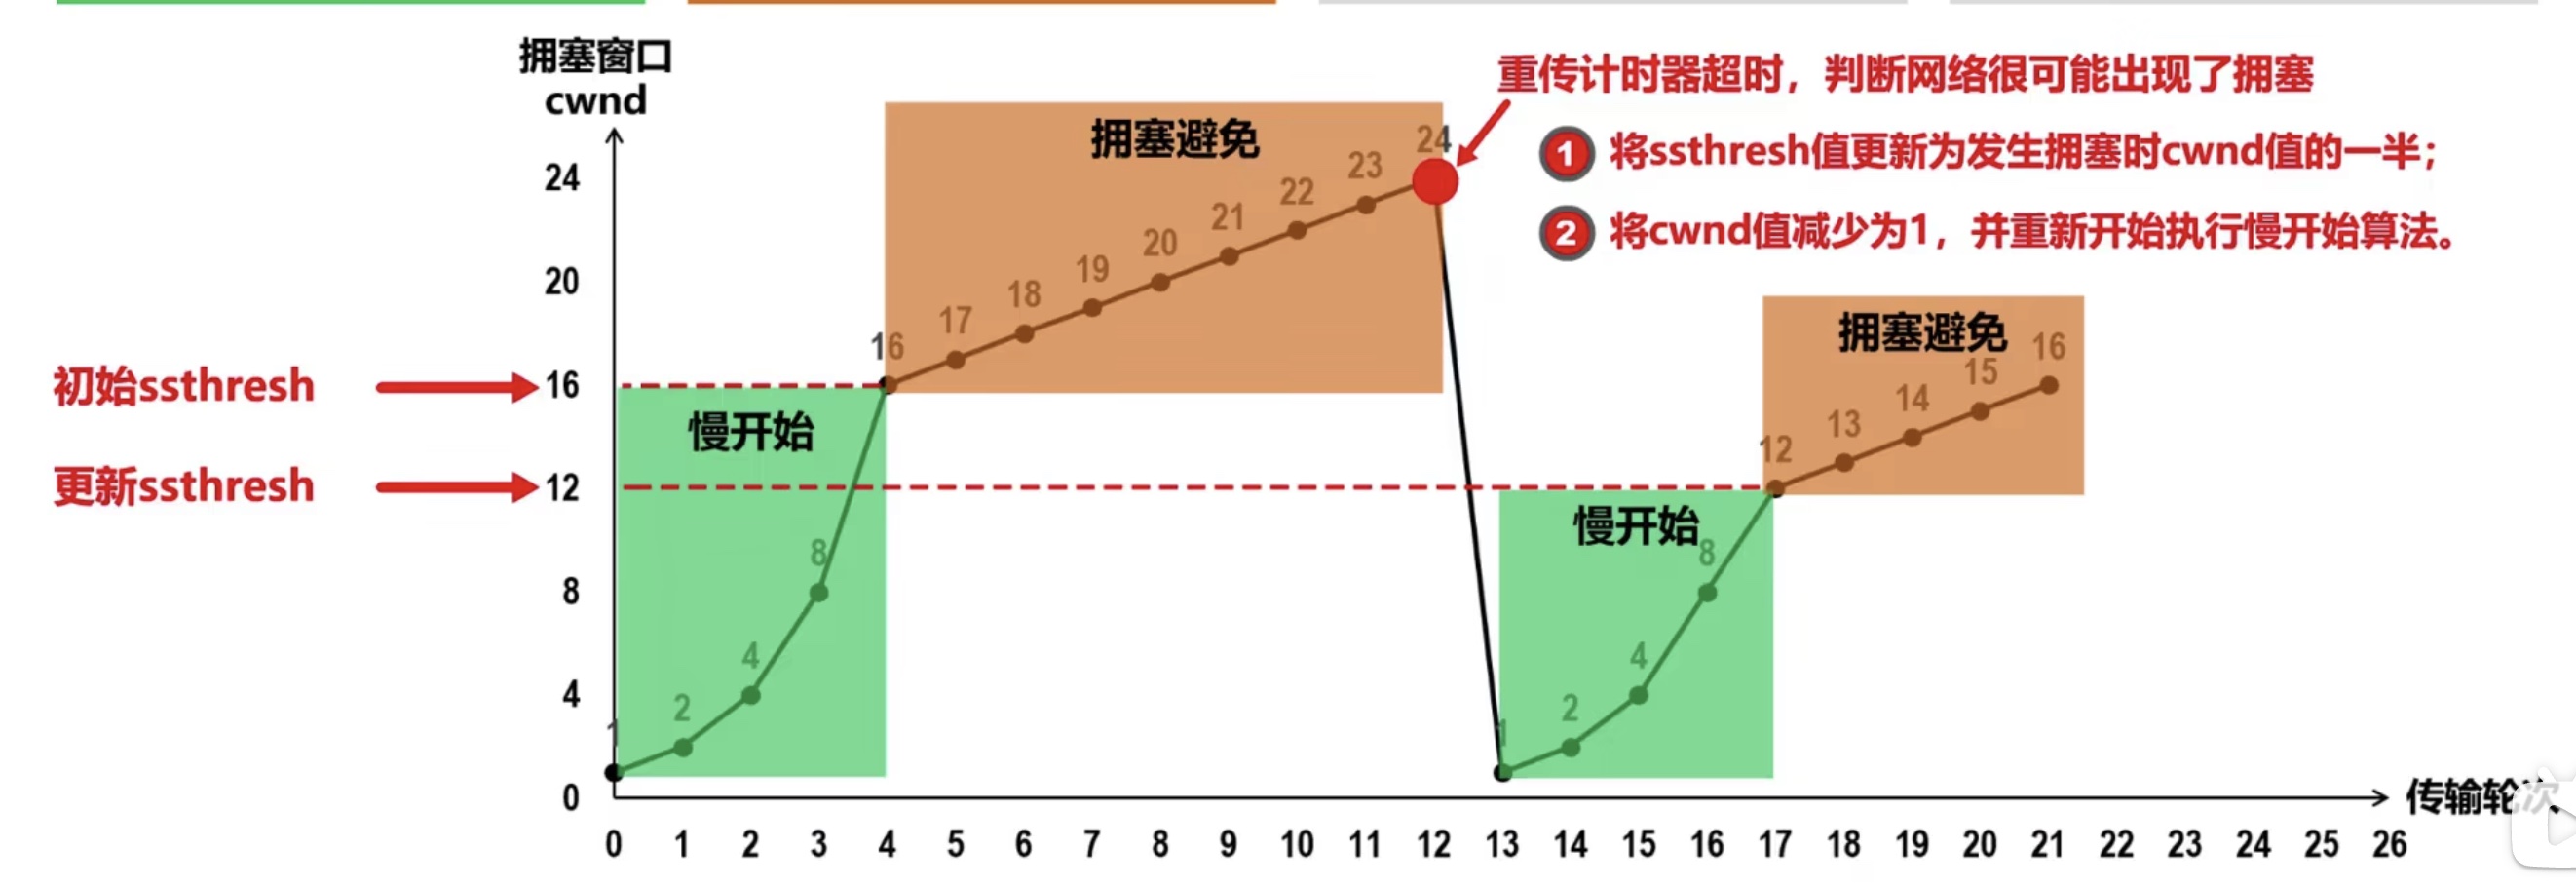 拥塞窗口
cwnd
重传计时器超时，判断网络很可能出现了拥塞
1 将ssthresh值更新为发生拥塞时cwnd值的一半；
2 将cwnd值减少为1，并重新开始执行慢开始算法。
拥塞避免
24
23
22
21
20
19
18
17
16
24
20
初始ssthresh
16
更新ssthresh
12
8
4
0
慢开始
8
4
2
1
拥塞避免
16
15
14
13
12
慢开始
8
4
2
1
传输轮次
0 1 2 3 4 5 6 7 8 9 10 11 12 13 14 15 16 17 18 19 20 21 22 23 24 25 26